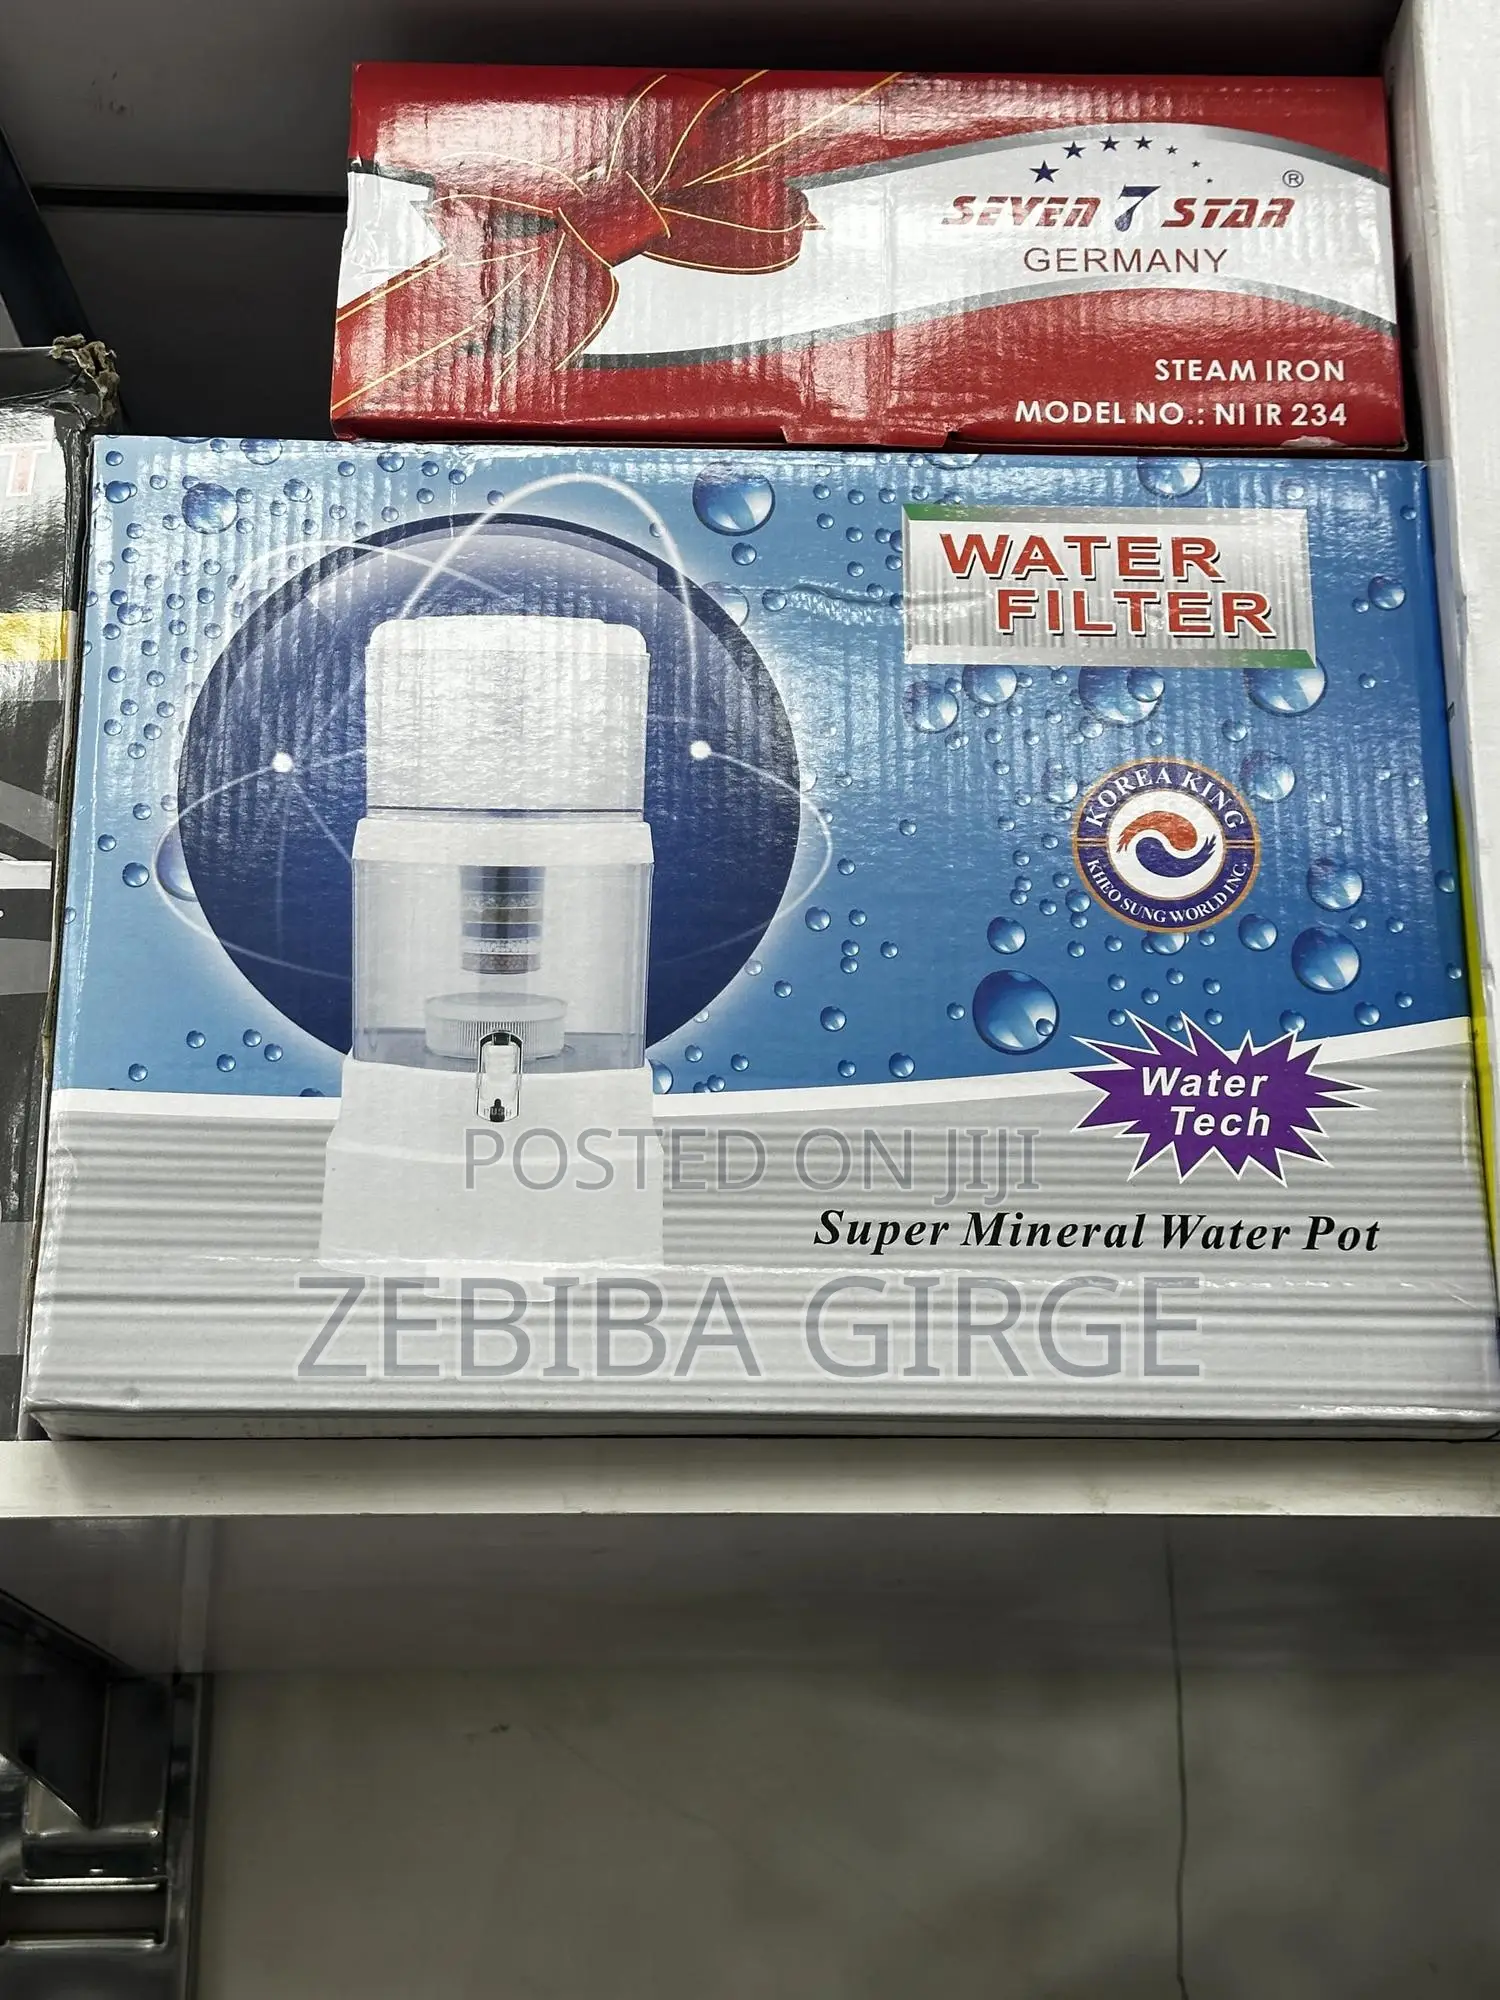 SEVEN 7 STAR ®
GERMANY
STEAM IRON
MODEL NO.: NI IR 234
T
WATER
FILTER
KOREA KING
KHEO SUNG WORLD INC.
Water
Tech
PUSH
POSTED ON JIJI
Super Mineral Water Pot
ZEBIBA GIRGE